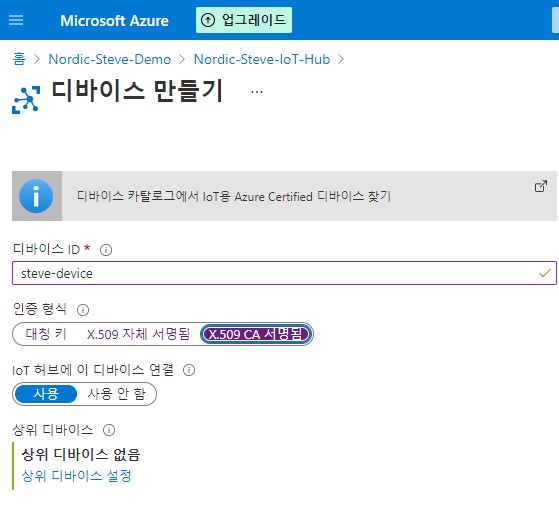 Microsoft Azure 업그레이드
홈 > Nordic-Steve-Demo > Nordic-Steve-IoT-Hub >
디바이스 만들기 ...
디바이스 카탈로그에서 IoT용 Azure Certified 디바이스 찾기
디바이스 ID *
steve-device
인증 형식
대칭 키 X.509 자체 서명됨 X.509 CA 서명됨
IoT 허브에 이 디바이스 연결
사용 사용 안 함
상위 디바이스
상위 디바이스 없음
상위 디바이스 설정